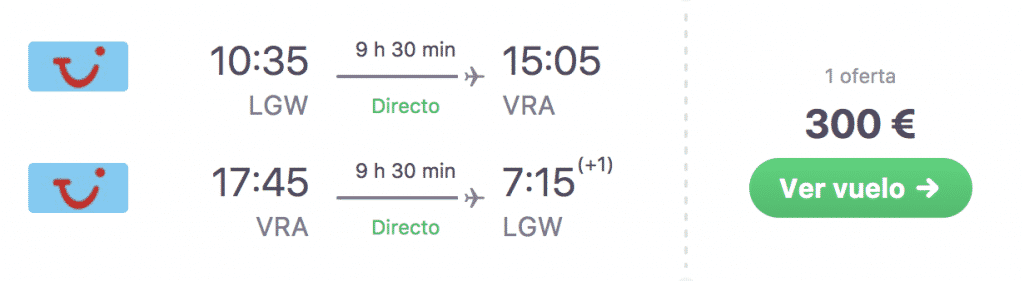 9 h 30 min
10:35 15:05
LGW Directo VRA
9 h 30 min
17:45 7:15(+1)
VRA Directo LGW
1 oferta
300 €
Ver vuelo →